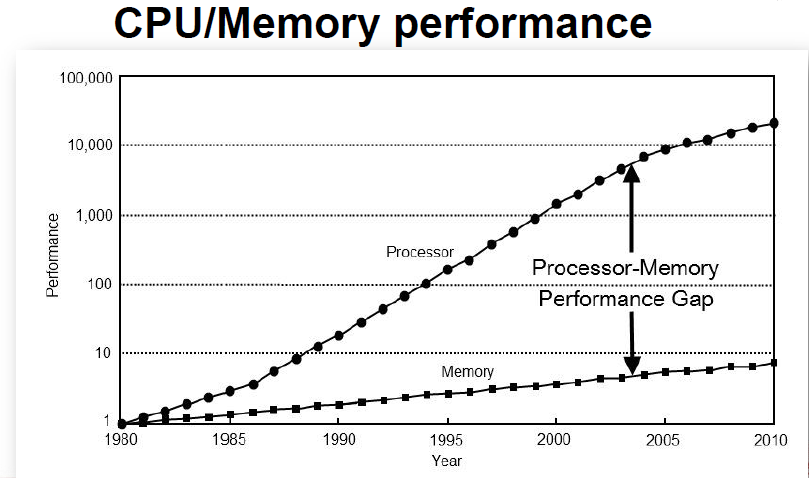 CPU/Memory performance
100,000
10,000
1,000
100
10
1
Performance
Processor
Processor-Memory
Performance Gap
Memory
1980 1985 1990 1995 2000 2005 2010
Year